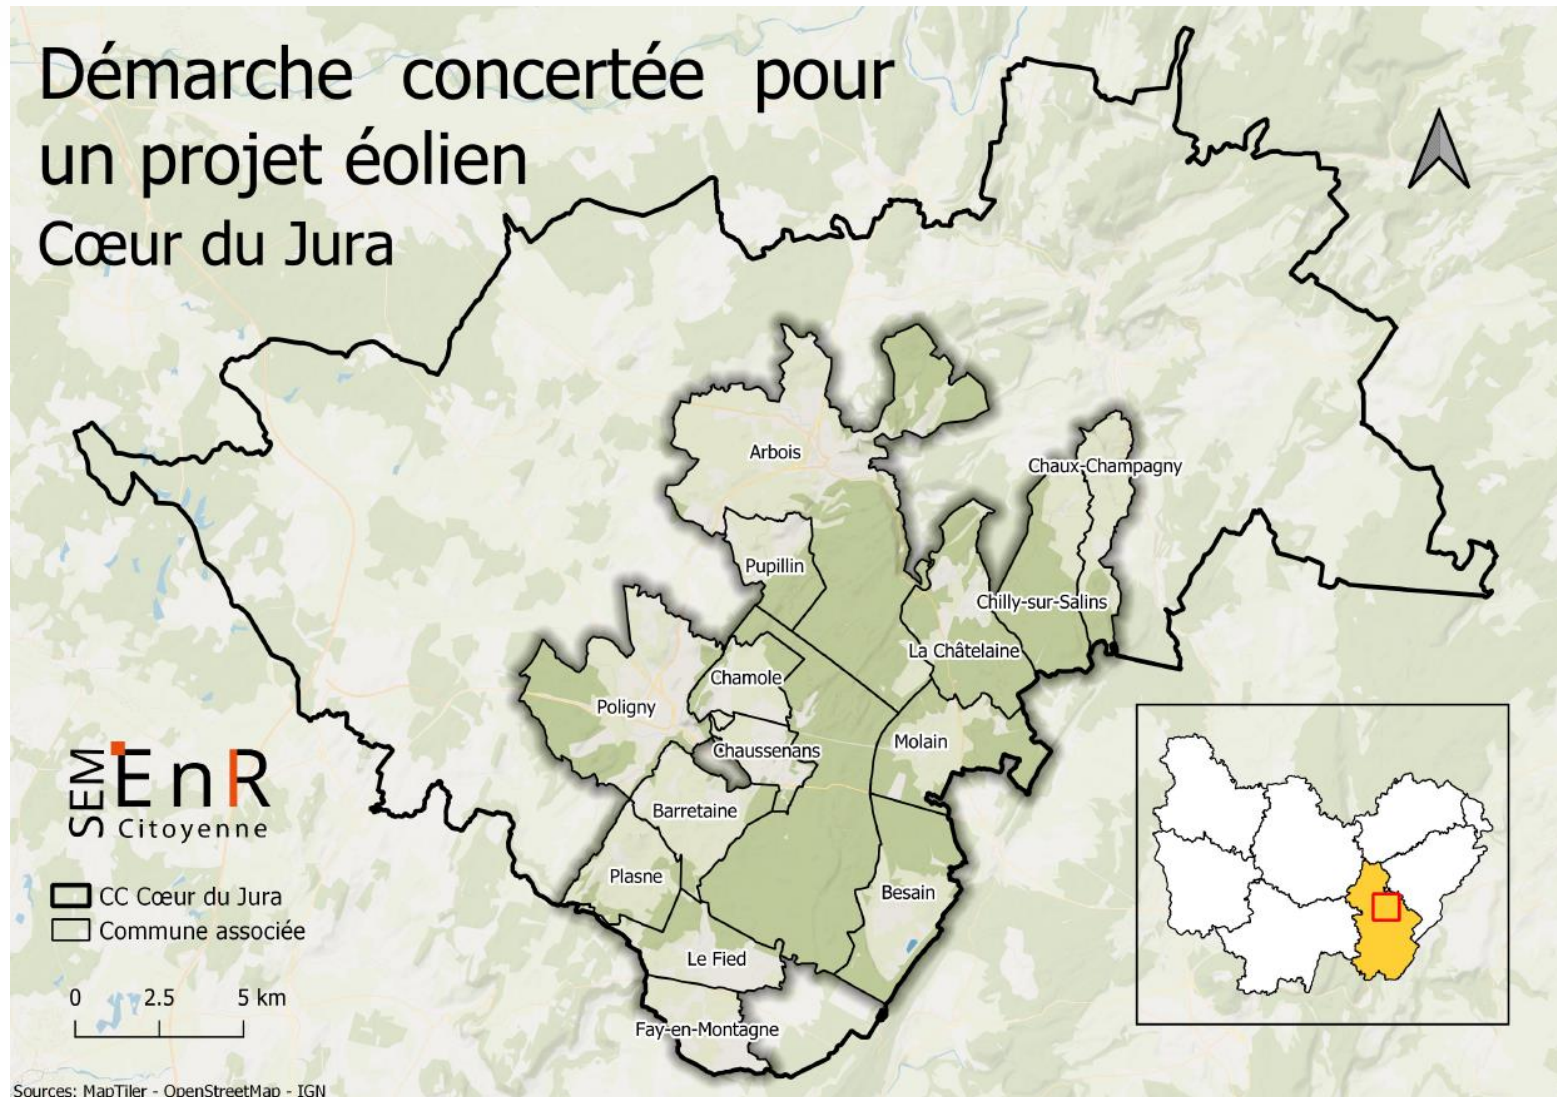 Démarche concertée pour
un projet éolien
Cœur du Jura
Arbois
Chaux-Champagny
Pupillin
Chilly-sur-Salins
La Châtelaine
Chamole
Poligny
Molain
Chaussenans
Barretaine
Plasne
Besain
Le Fied
Fay-en-Montagne
SEM
EnR
Citoyenne
CC Cœur du Jura
Commune associée
0 2.5 5 km
Sources: MapTiler - OpenStreetMap - IGN